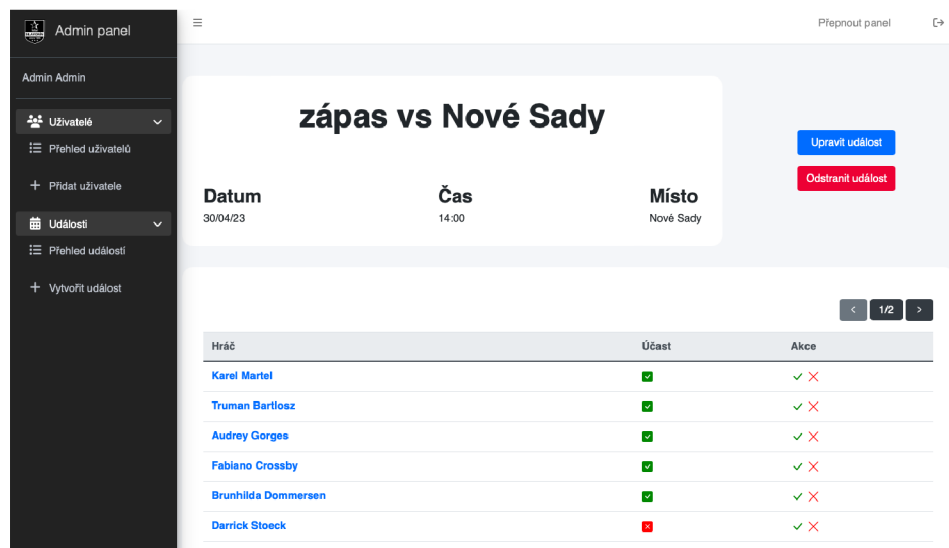 Admin panel
Přepnout panel
Admin Admin
Uživatelé
Přehled uživatelů
Přidat uživatele
Události
Přehled událostí
Vytvořit událost
zápas vs Nové Sady
Datum Čas Místo
30/04/23 14:00 Nové Sady
Upravit událost
Odstranit událost
1/2
Hráč Účast Akce
Karel Martel
Truman Bartlosz
Audrey Gorges
Fabiano Crossby
Brunhilda Dommersen
Darrick Stoeck